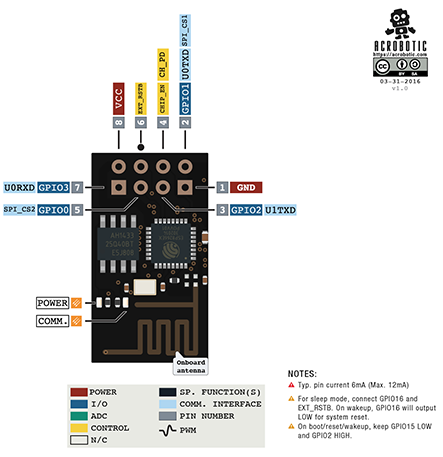 ACROBOTIC
https://acrobotic.com
CC BY SA
03-31-2016
v1.0
VCC 8
EXT_RSTB 6
CH_PD CHIP_EN 4
SPI_CS1 U0TXD GPIO1 2
U0RXD GPIO3 7
SPI_CS2 GPIO0 5
1 GND
3 GPIO2 U1TXD
POWER
COMM.
Onboard
antenna
POWER
I/O
ADC
CONTROL
N/C
SP. FUNCTION(S)
COMM. INTERFACE
PIN NUMBER
PWM
NOTES:
Typ. pin current 6mA (Max. 12mA)
For sleep mode, connect GPIO16 and
EXT_RSTB. On wakeup, GPIO16 will output
LOW for system reset.
On boot/reset/wakeup, keep GPIO15 LOW
and GPIO2 HIGH.